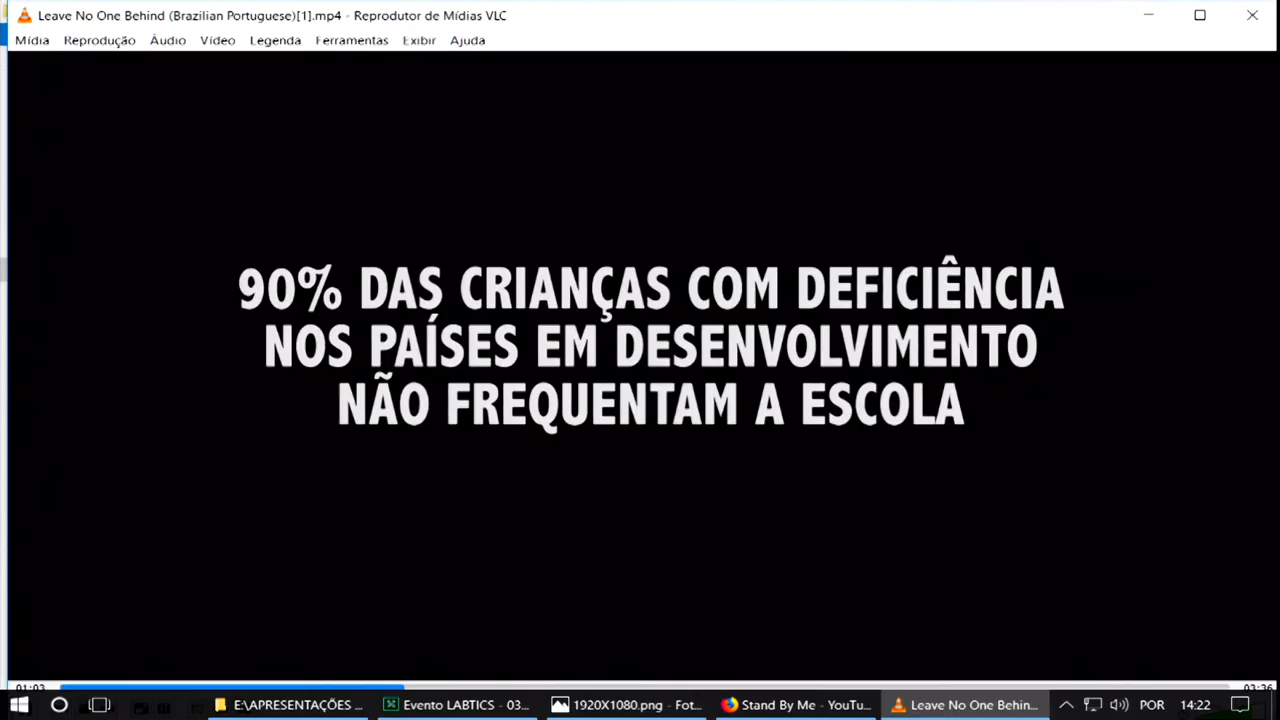 Leave No One Behind (Brazilian Portuguese)[1].mp4 - Reprodutor de Mídias VLC
Mídia Reprodução Áudio Vídeo Legenda Ferramentas Exibir Ajuda
90% DAS CRIANÇAS COM DEFICIÊNCIA
NOS PAÍSES EM DESENVOLVIMENTO
NÃO FREQUENTAM A ESCOLA
01:03 03:36
E:\APRESENTAÇÕES ... Evento LABTICS - 03... 1920X1080.png - Fot... Stand By Me - YouTu... Leave No One Behin... POR 14:22